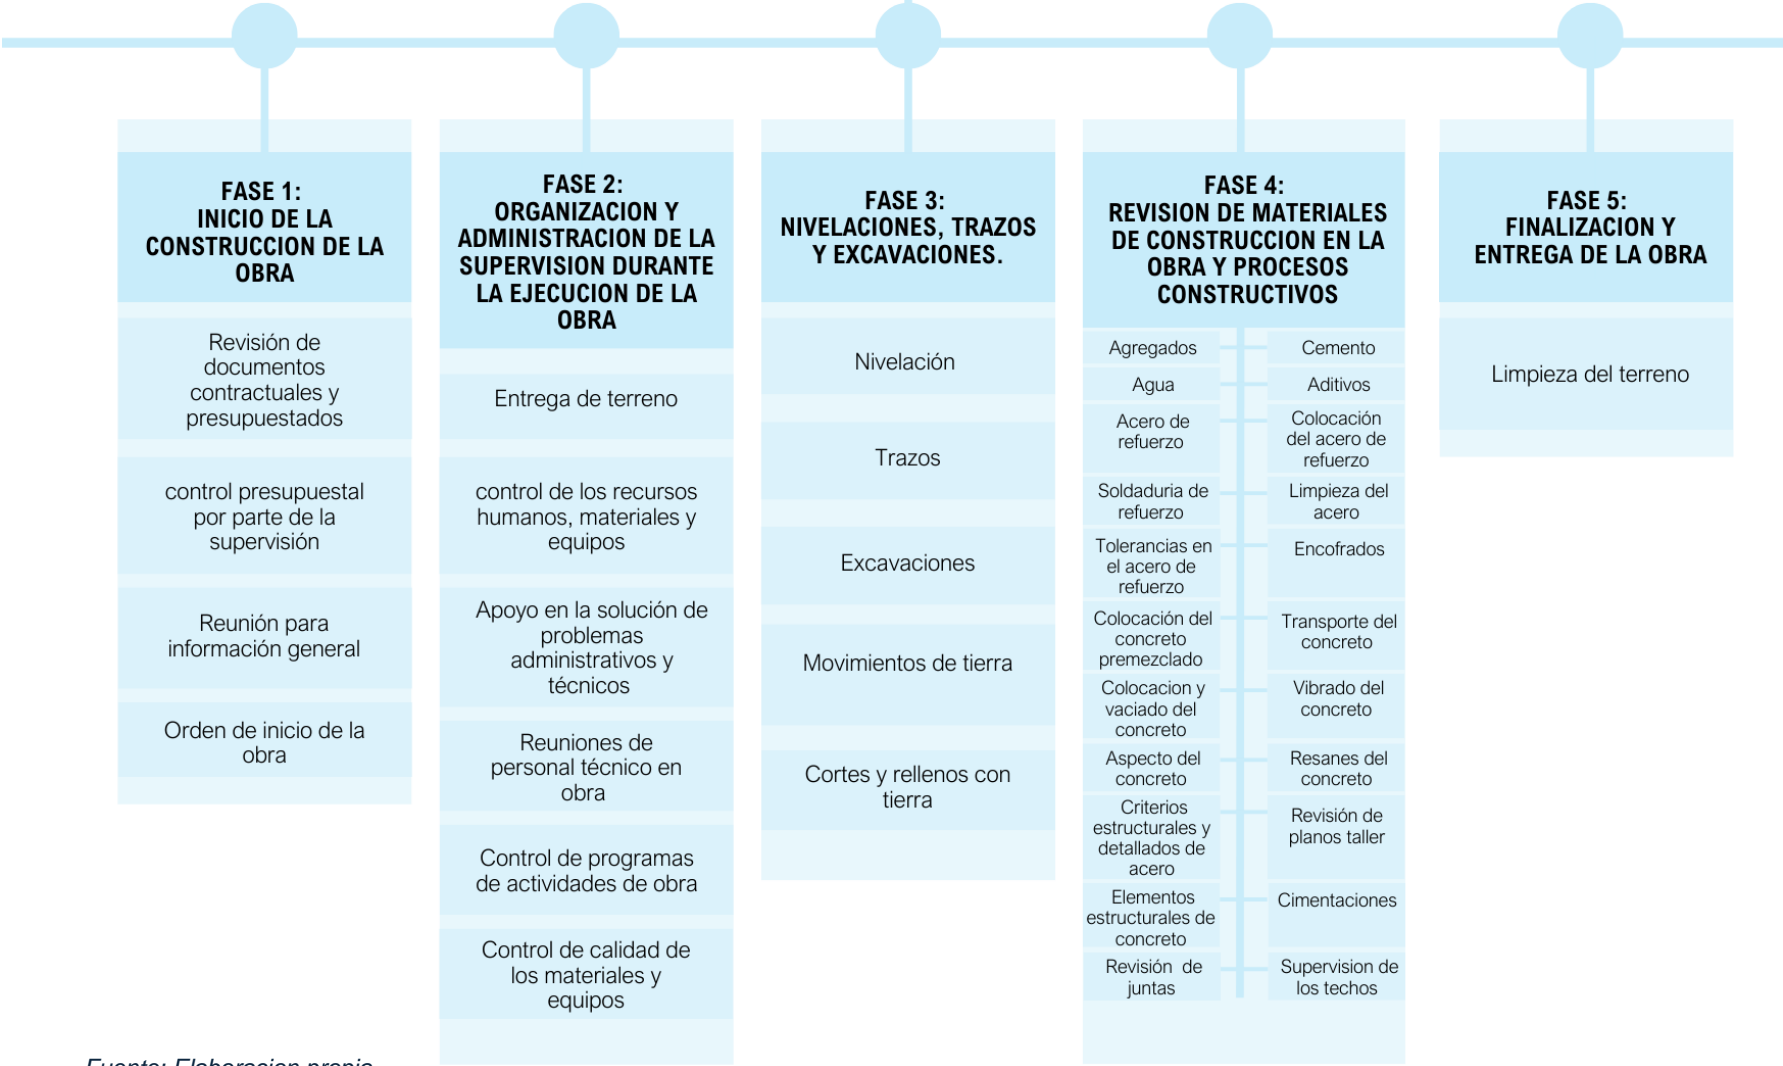 FASE 1:
INICIO DE LA
CONSTRUCCION DE LA
OBRA
Revisión de
documentos
contractuales y
presupuestados
control presupuestal
por parte de la
supervisión
Reunión para
información general
Orden de inicio de la
obra
FASE 2:
ORGANIZACION Y
ADMINISTRACION DE LA
SUPERVISION DURANTE
LA EJECUCION DE LA
OBRA
Entrega de terreno
control de los recursos
humanos, materiales y
equipos
Apoyo en la solución de
problemas
administrativos y
técnicos
Reuniones de
personal técnico en
obra
Control de programas
de actividades de obra
Control de calidad de
los materiales y
equipos
FASE 3:
NIVELACIONES, TRAZOS
Y EXCAVACIONES.
Nivelación
Trazos
Excavaciones
Movimientos de tierra
Cortes y rellenos con
tierra
FASE 4:
REVISION DE MATERIALES
DE CONSTRUCCION EN LA
OBRA Y PROCESOS
CONSTRUCTIVOS
Agregados
Cemento
Agua
Aditivos
Acero de
refuerzo
Colocación
del acero de
refuerzo
Soldaduria de
refuerzo
Limpieza del
acero
Tolerancias en
el acero de
refuerzo
Encofrados
Colocación del
concreto
premezclado
Transporte del
concreto
Colocacion y
vaciado del
concreto
Vibrado del
concreto
Aspecto del
concreto
Resanes del
concreto
Criterios
estructurales y
detallados de
acero
Revisión de
planos taller
Elementos
estructurales de
concreto
Cimentaciones
Revisión de
juntas
Supervision de
los techos
FASE 5:
FINALIZACION Y
ENTREGA DE LA OBRA
Limpieza del terreno
Fuente: Elaboracion propia